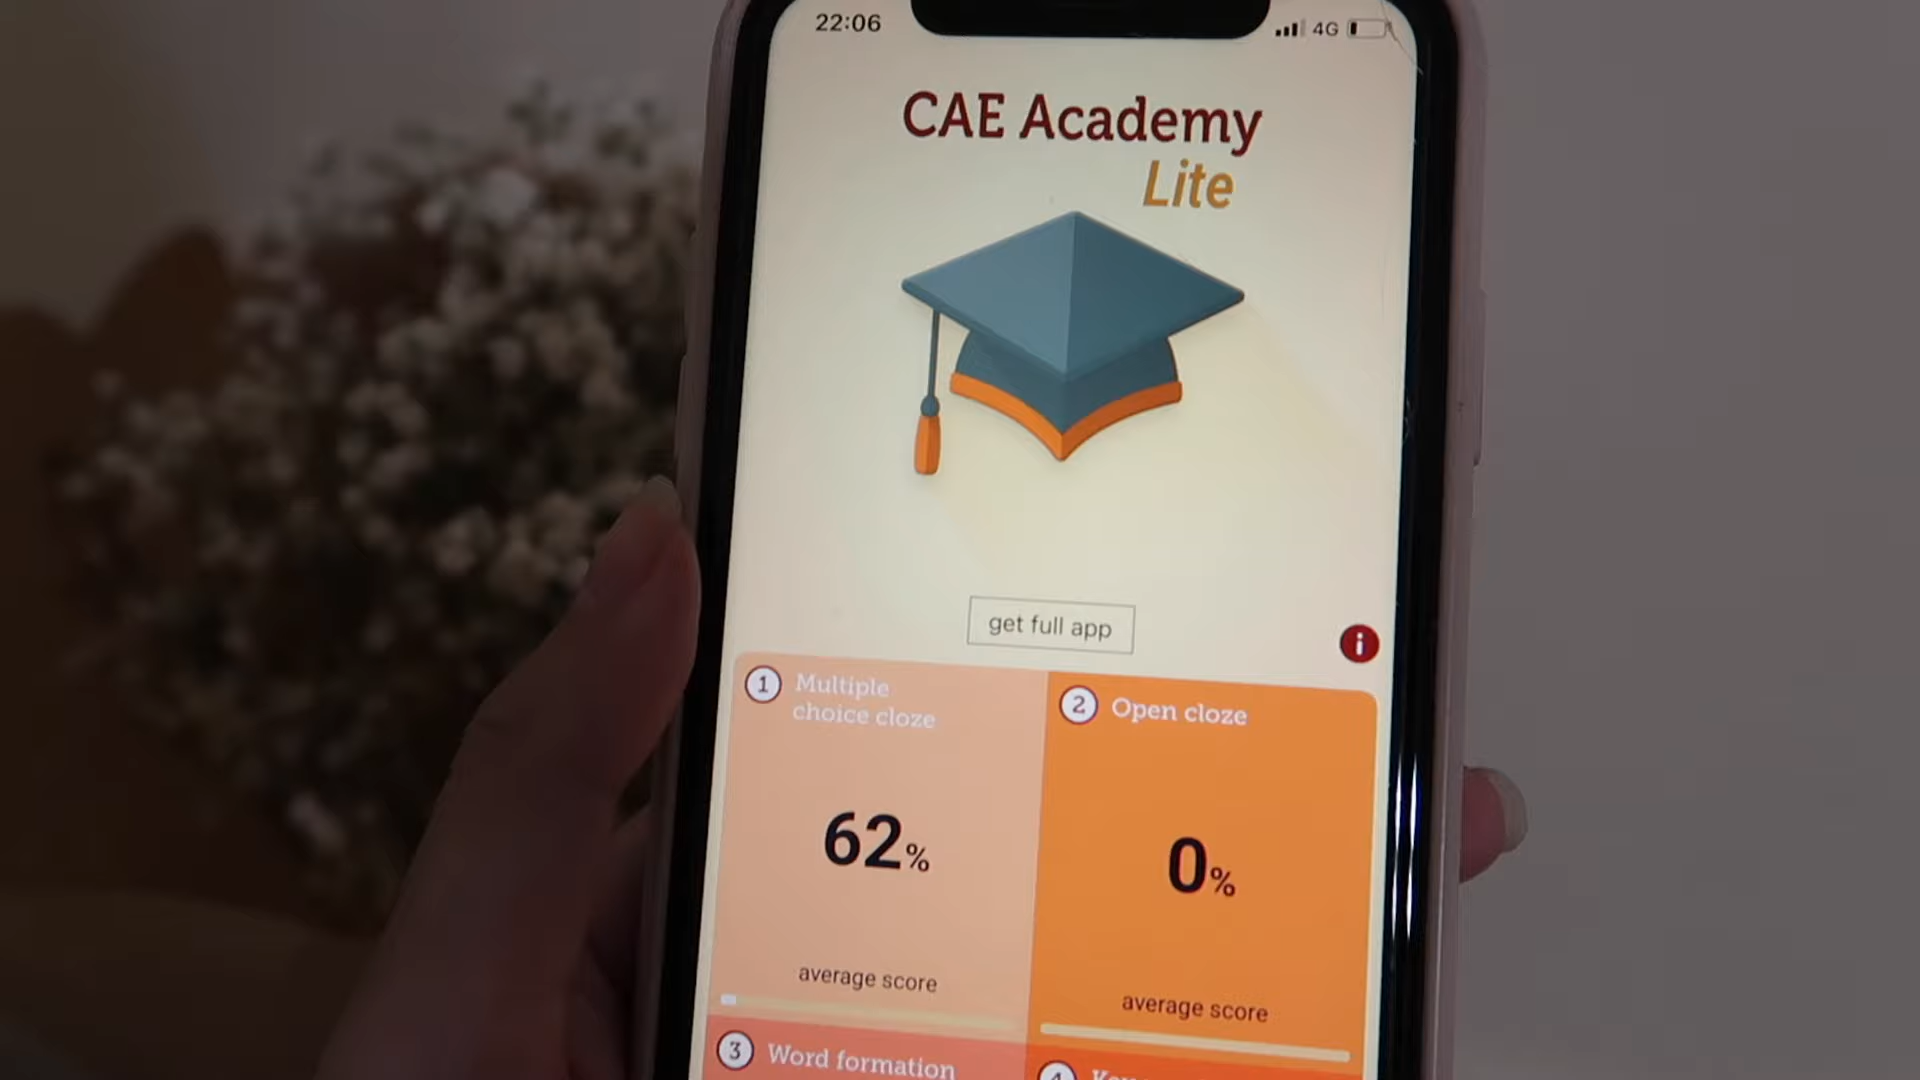 22:06
4G
CAE Academy
Lite
get full app
i
1 Multiple
choice cloze
2 Open cloze
62%
0%
average score
average score
3 Word formation
4